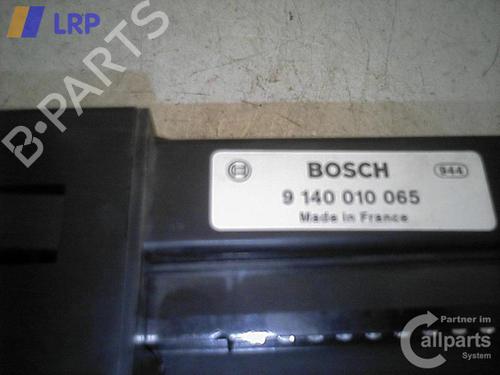 LRP
B-PARTS
BOSCH
944
9 140 010 065
Made in France
Partner im
Callparts
System